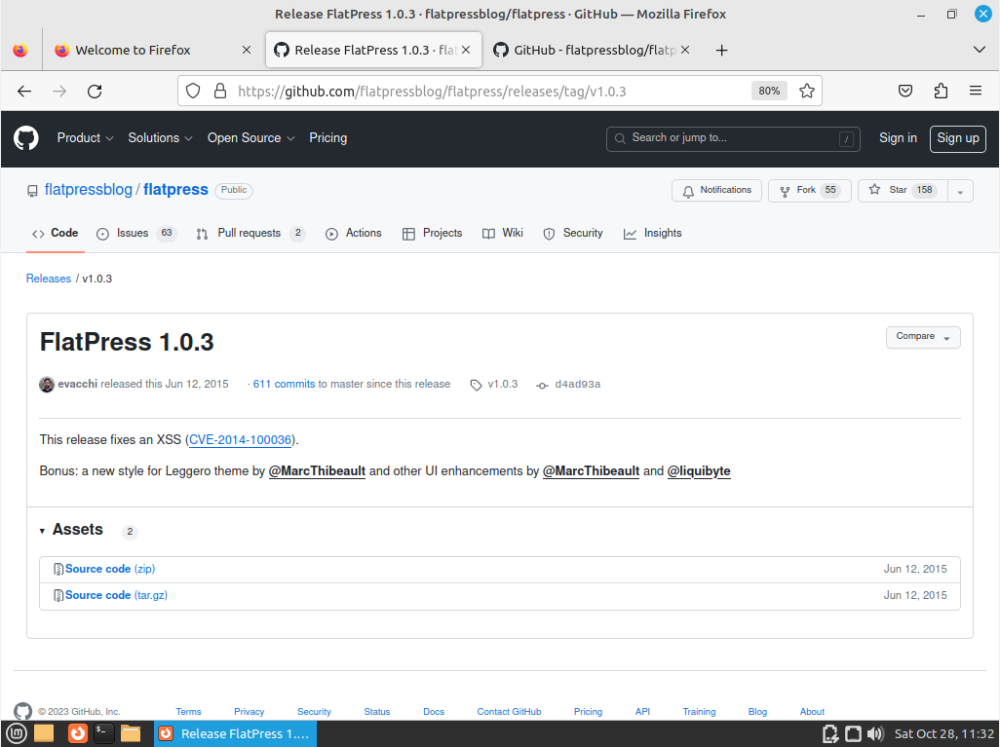 Release FlatPress 1.0.3 · flatpressblog/flatpress · GitHub — Mozilla Firefox
Welcome to Firefox
Release FlatPress 1.0.3 · flat
GitHub - flatpressblog/flatp
https://github.com/flatpressblog/flatpress/releases/tag/v1.0.3
80%
Product
Solutions
Open Source
Pricing
Search or jump to...
/
Sign in
Sign up
flatpressblog / flatpress
Public
Notifications
Fork 55
Star 158
Code
Issues 63
Pull requests 2
Actions
Projects
Wiki
Security
Insights
Releases / v1.0.3
FlatPress 1.0.3
Compare
evacchi released this Jun 12, 2015
· 611 commits to master since this release
v1.0.3
d4ad93a
This release fixes an XSS (CVE-2014-100036).
Bonus: a new style for Leggero theme by @MarcThibeault and other UI enhancements by @MarcThibeault and @liquibyte
Assets 2
Source code (zip)
Jun 12, 2015
Source code (tar.gz)
Jun 12, 2015
© 2023 GitHub, Inc.
Terms
Privacy
Security
Status
Docs
Contact GitHub
Pricing
API
Training
Blog
About
Release FlatPress 1....
Sat Oct 28, 11:32